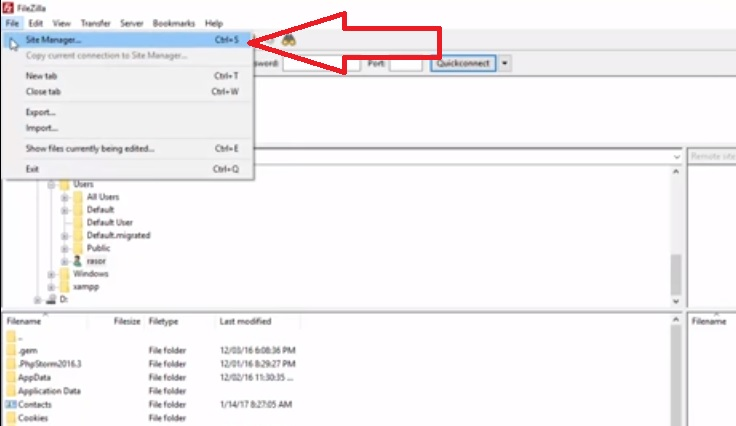 FileZilla
File Edit View Transfer Server Bookmarks Help
Site Manager... Ctrl+S
Copy current connection to Site Manager...
sword: Port: Quickconnect
New tab Ctrl+T
Close tab Ctrl+W
Export...
Import...
Show files currently being edited... Ctrl+E
Remote site
Exit Ctrl+Q
Users
All Users
Default
Default User
Default.migrated
Public
rasor
Windows
xampp
D:
Filename Filesize Filetype Last modified Filename
..
.gem File folder 12/03/16 6:08:36 PM
.PhpStorm2016.3 File folder 12/01/16 8:29:27 PM
AppData File folder 12/02/16 11:30:35 ...
Application Data File folder
Contacts File folder 1/14/17 8:27:05 AM
Cookies File folder